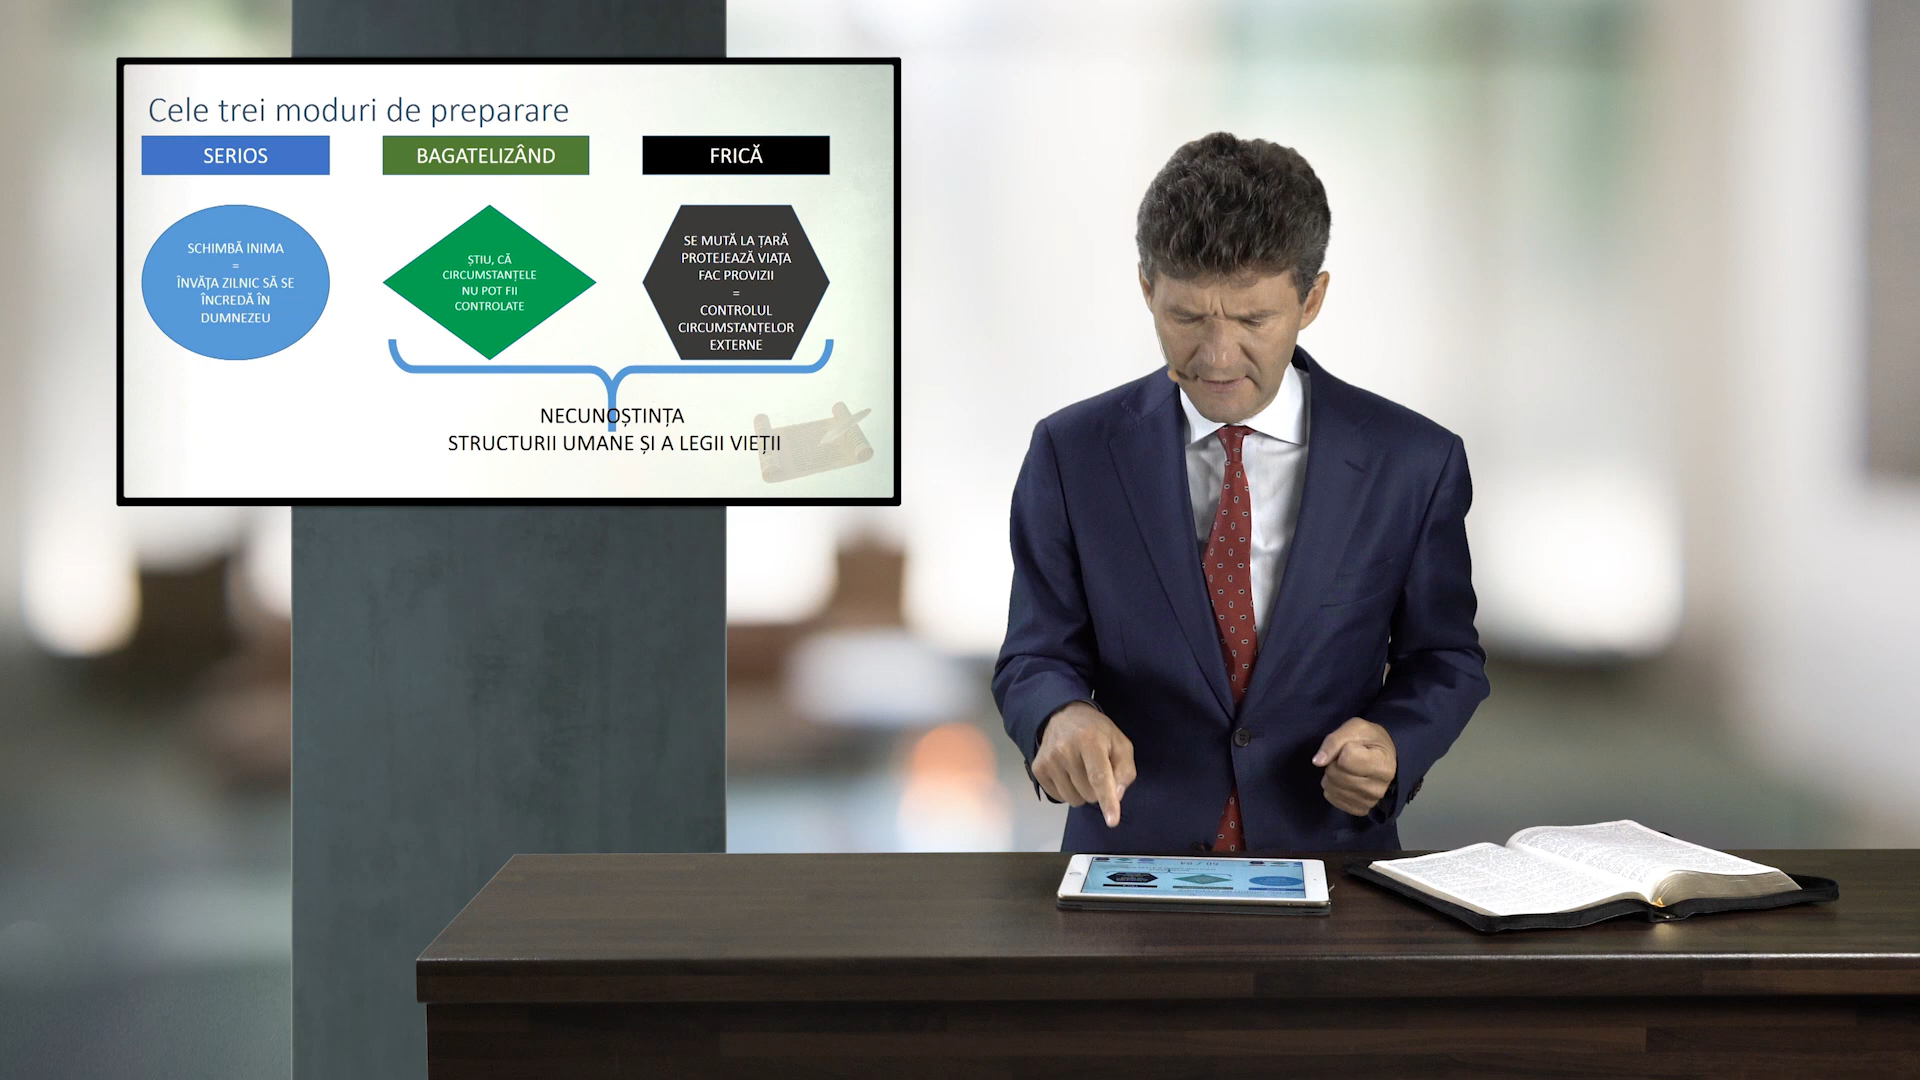 Cele trei moduri de preparare
SERIOS
BAGATELIZÂND
FRICĂ
SCHIMBĂ INIMA
=
ÎNVĂȚA ZILNIC SĂ SE
ÎNCREDĂ ÎN
DUMNEZEU
ȘTIU, CĂ
CIRCUMSTANȚELE
NU POT FII
CONTROLATE
SE MUTĂ LA ȚARĂ
PROTEJEAZĂ VIAȚA
FAC PROVIZII
=
CONTROLUL
CIRCUMSTANȚELOR
EXTERNE
NECUNOȘTINȚA
STRUCTURII UMANE ȘI A LEGII VIEȚII